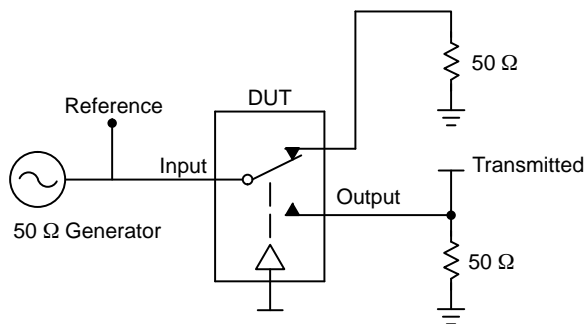 50 Ω
DUT
Reference
Input
Transmitted
Output
50 Ω Generator
50 Ω